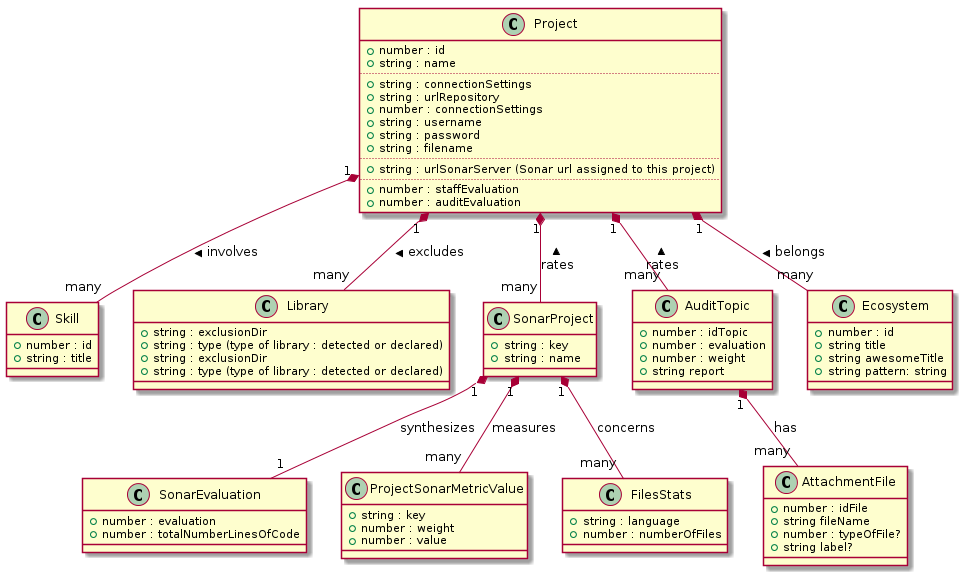 C Project
number : id
string : name
string : connectionSettings
string : urlRepository
number : connectionSettings
string : username
string : password
string : filename
string : urlSonarServer (Sonar url assigned to this project)
number : staffEvaluation
number : auditEvaluation
1
1
1
1
1
involves
excludes
rates
rates
belongs
many
many
many
many
many
C Skill
number : id
string : title
C Library
string : exclusionDir
string : type (type of library : detected or declared)
string : exclusionDir
string : type (type of library : detected or declared)
C SonarProject
string : key
string : name
C AuditTopic
number : idTopic
number : evaluation
number : weight
string report
C Ecosystem
number : id
string title
string awesomeTitle
string pattern: string
1
1
1
1
synthesizes
measures
concerns
has
1
many
many
many
C SonarEvaluation
number : evaluation
number : totalNumberLinesOfCode
C ProjectSonarMetricValue
string : key
number : weight
number : value
C FilesStats
string : language
number : numberOfFiles
C AttachmentFile
number : idFile
string fileName
number : typeOfFile?
string label?